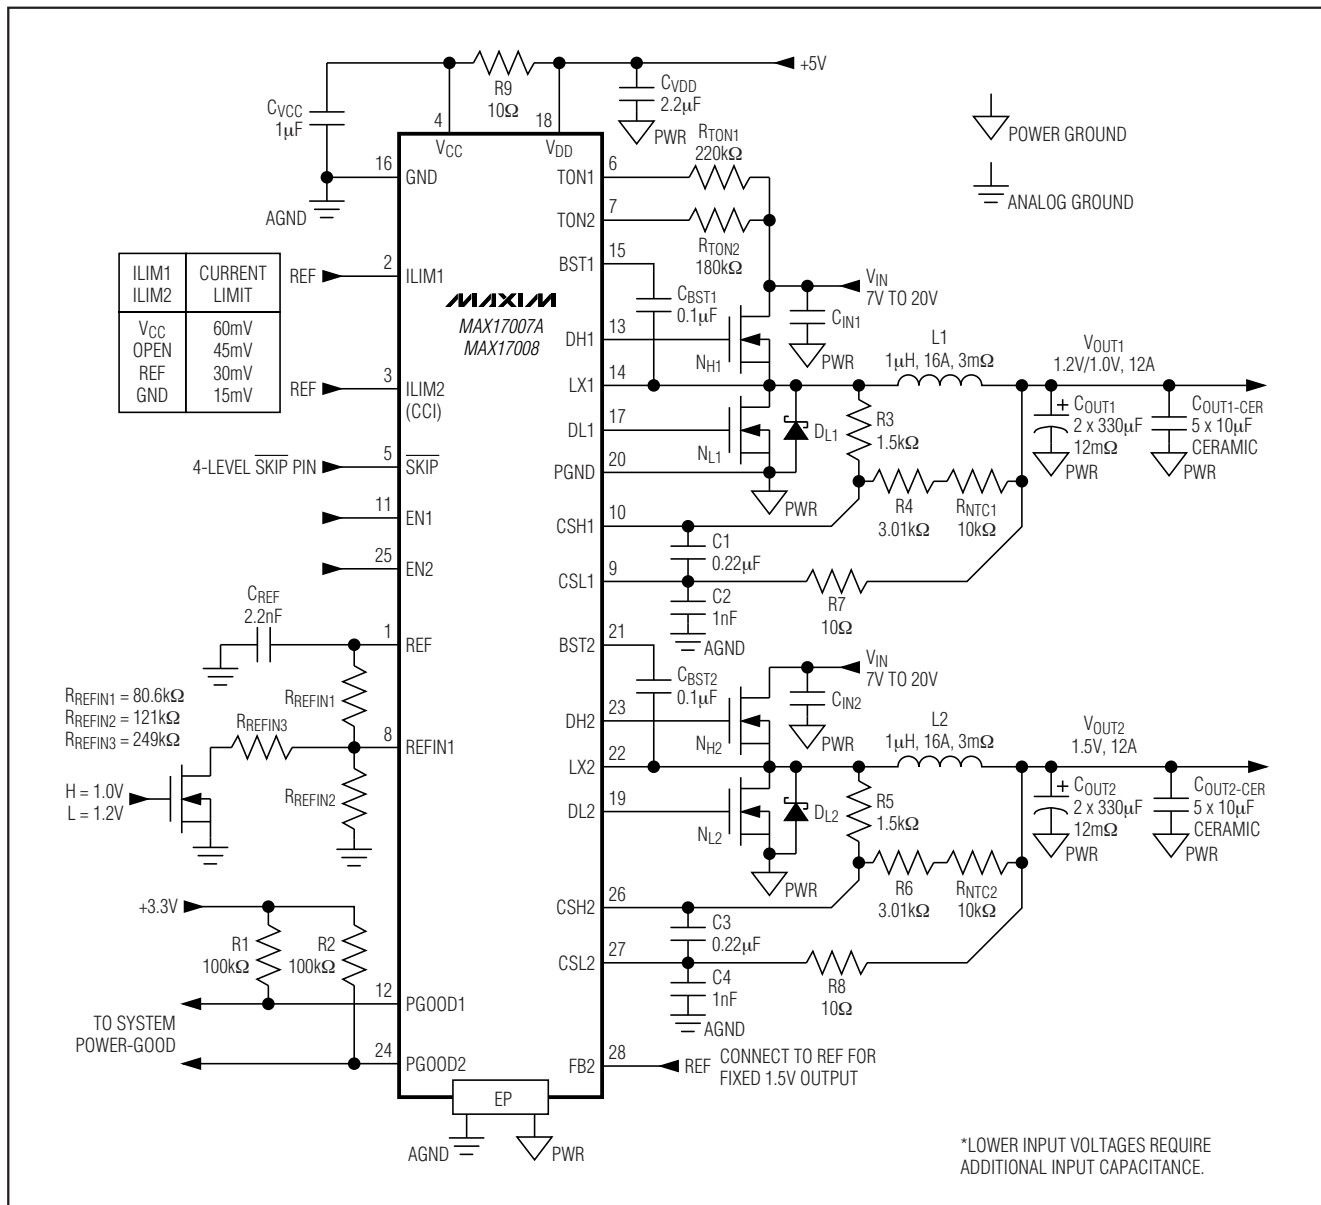 +5V
R9
10Ω
CVDD
2.2µF
PWR
CVCC
1µF
4
18
VCC
VDD
16
GND
AGND
RTON1
220kΩ
6
TON1
7
TON2
RTON2
180kΩ
POWER GROUND
ANALOG GROUND
ILIM1
ILIM2
CURRENT
LIMIT
VCC 60mV
OPEN 45mV
REF 30mV
GND 15mV
REF
2
ILIM1
REF
3
ILIM2
(CCI)
MAXIM
MAX17007A
MAX17008
15
BST1
CBST1
0.1µF
VIN
7V TO 20V
CIN1
PWR
13
DH1
NH1
14
LX1
L1
1µH, 16A, 3mΩ
VOUT1
1.2V/1.0V, 12A
17
DL1
NL1
DL1
R3
1.5kΩ
+
COUT1
2 x 330µF
12mΩ
PWR
COUT1-CER
5 x 10µF
CERAMIC
PWR
4-LEVEL SKIP PIN
5
SKIP
20
PGND
PWR
R4
3.01kΩ
RNTC1
10kΩ
11
EN1
10
CSH1
C1
0.22µF
25
EN2
9
CSL1
C2
1nF
AGND
R7
10Ω
CREF
2.2nF
1
REF
21
BST2
CBST2
0.1µF
VIN
7V TO 20V
CIN2
PWR
RREFIN1 = 80.6kΩ
RREFIN2 = 121kΩ
RREFIN3 = 249kΩ
RREFIN1
RREFIN3
8
REFIN1
RREFIN2
H = 1.0V
L = 1.2V
23
DH2
NH2
22
LX2
L2
1µH, 16A, 3mΩ
VOUT2
1.5V, 12A
19
DL2
NL2
DL2
R5
1.5kΩ
+
COUT2
2 x 330µF
12mΩ
PWR
COUT2-CER
5 x 10µF
CERAMIC
PWR
PWR
R6
3.01kΩ
RNTC2
10kΩ
26
CSH2
C3
0.22µF
27
CSL2
C4
1nF
AGND
R8
10Ω
+3.3V
R1
100kΩ
R2
100kΩ
12
PGOOD1
TO SYSTEM
POWER-GOOD
24
PGOOD2
28
FB2
REF
CONNECT TO REF FOR
FIXED 1.5V OUTPUT
EP
AGND
PWR
*LOWER INPUT VOLTAGES REQUIRE
ADDITIONAL INPUT CAPACITANCE.